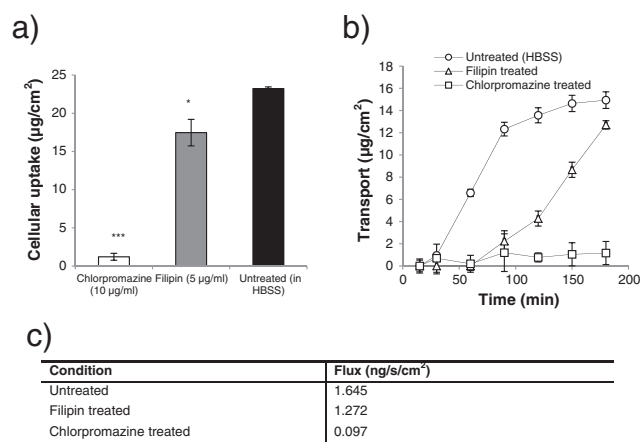 a)
Cellular uptake (µg/cm²)
25
20
15
10
5
0
***
*
Chlorpromazine (10 µg/ml)
Filipin (5 µg/ml)
Untreated (in HBSS)
b)
Untreated (HBSS)
Filipin treated
Chlorpromazine treated
Transport (µg/cm²)
18
16
14
12
10
8
6
4
2
0
0 50 100 150 200
Time (min)
c)
Condition Flux (ng/s/cm²)
Untreated 1.645
Filipin treated 1.272
Chlorpromazine treated 0.097